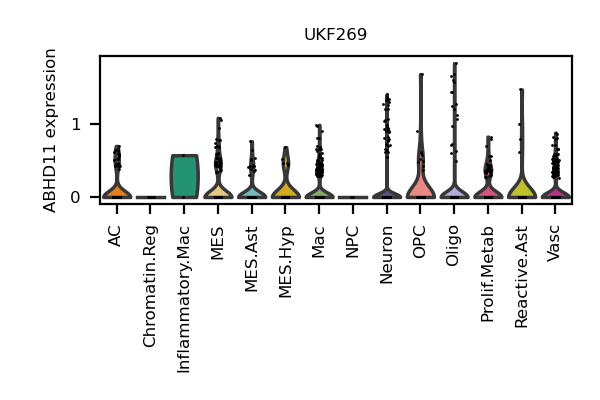 UKF269
ABHD11 expression
1
0
AC
Chromatin.Reg
Inflammatory.Mac
MES
MES.Ast
MES.Hyp
Mac
NPC
Neuron
OPC
Oligo
Prolif.Metab
Reactive.Ast
Vasc